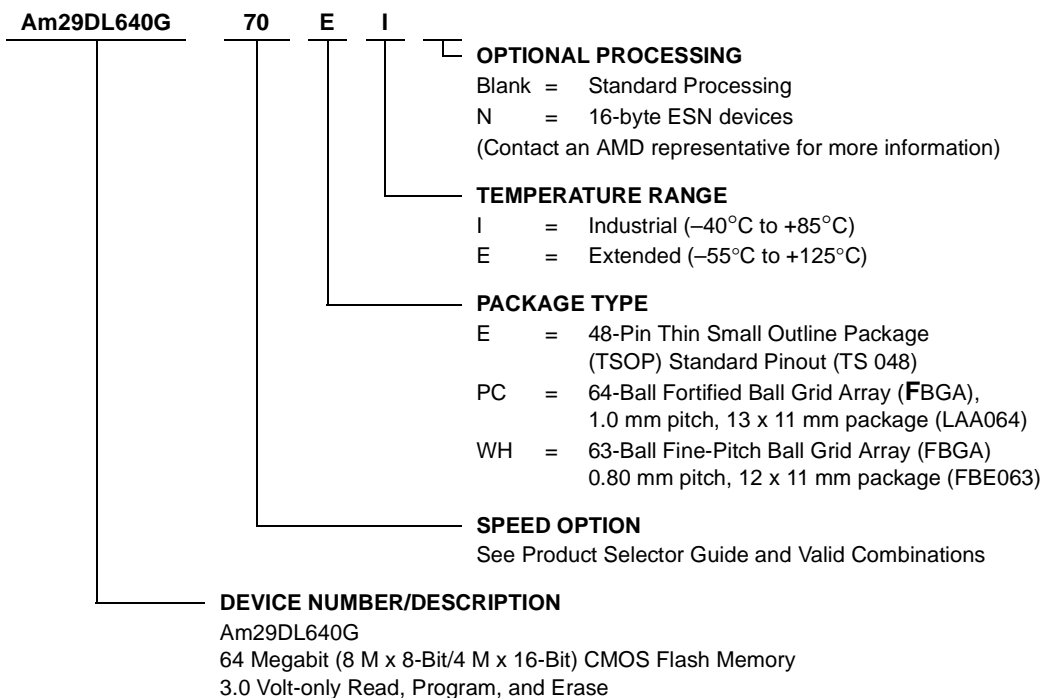 Am29DL640G 70 E I
OPTIONAL PROCESSING
Blank = Standard Processing
N = 16-byte ESN devices
(Contact an AMD representative for more information)
TEMPERATURE RANGE
I = Industrial (–40°C to +85°C)
E = Extended (–55°C to +125°C)
PACKAGE TYPE
E = 48-Pin Thin Small Outline Package
(TSOP) Standard Pinout (TS 048)
PC = 64-Ball Fortified Ball Grid Array (FBGA),
1.0 mm pitch, 13 x 11 mm package (LAA064)
WH = 63-Ball Fine-Pitch Ball Grid Array (FBGA)
0.80 mm pitch, 12 x 11 mm package (FBE063)
SPEED OPTION
See Product Selector Guide and Valid Combinations
DEVICE NUMBER/DESCRIPTION
Am29DL640G
64 Megabit (8 M x 8-Bit/4 M x 16-Bit) CMOS Flash Memory
3.0 Volt-only Read, Program, and Erase